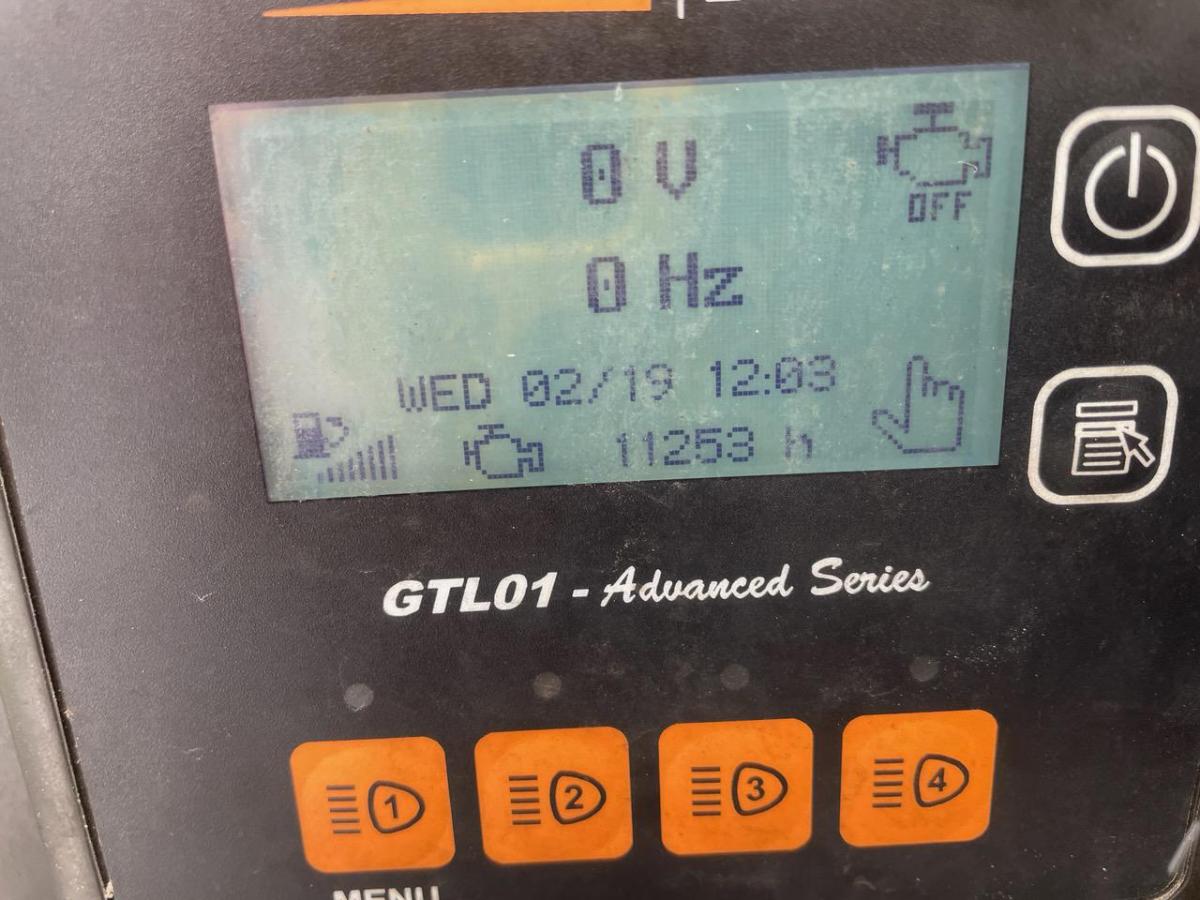 0 V
OFF
0 Hz
WED 02/19 12:03
11253 h
GTL01 - Advanced Series
1
2
3
4
MENU